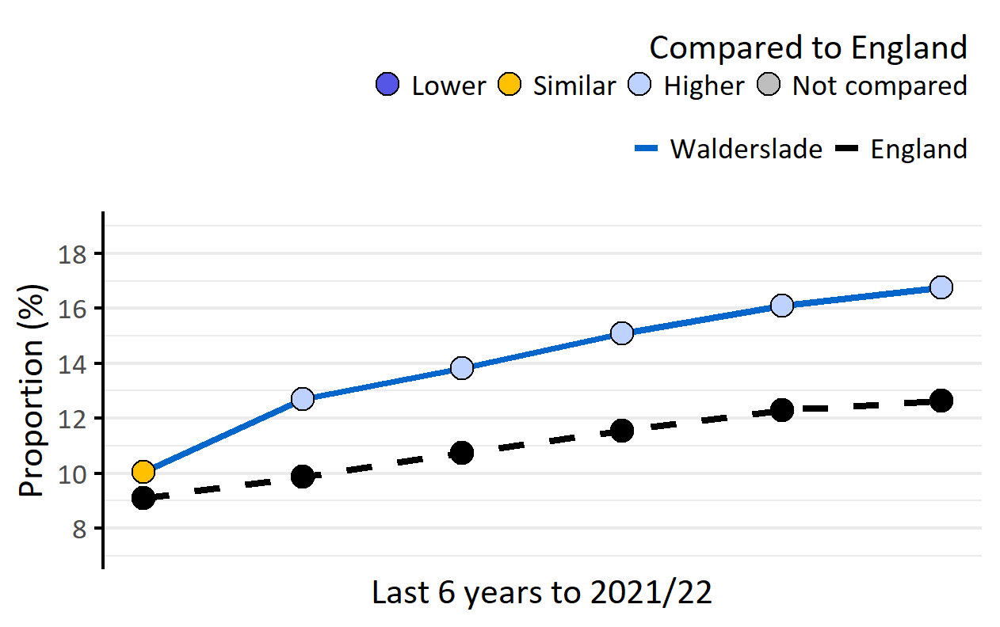 Compared to England
Lower Similar Higher Not compared
Walderslade England
Proportion (%)
18
16
14
12
10
8
Last 6 years to 2021/22